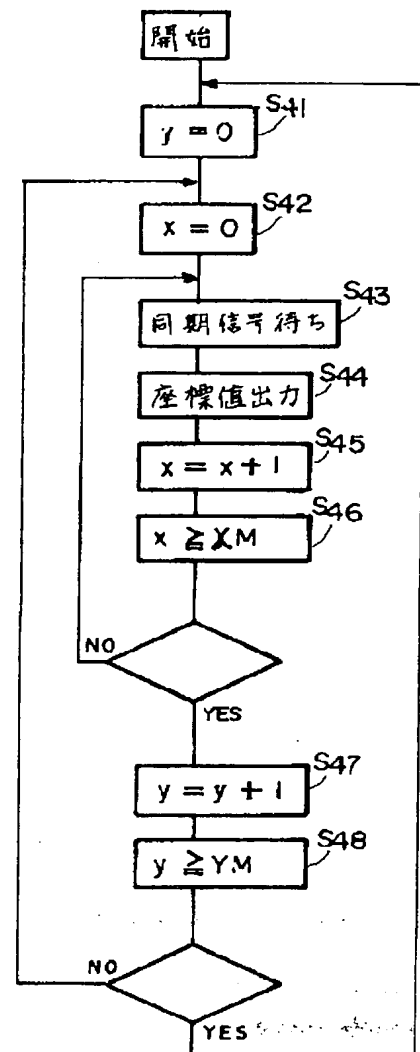 開始
S41
y = 0
S42
x = 0
S43
同期信号待ち
S44
座標値出力
S45
x = x + 1
S46
x ≧ XM
NO
YES
S47
y = y + 1
S48
y ≧ YM
NO
YES